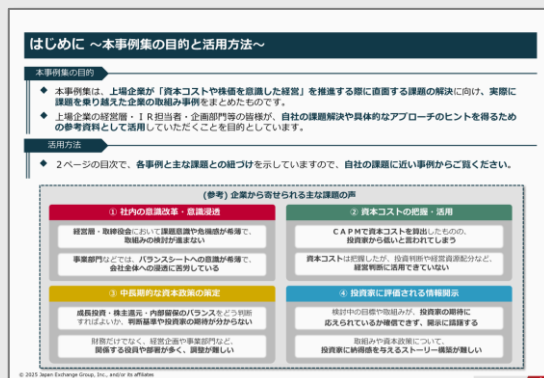 はじめに ～本事例集の目的と活用方法～
本事例集の目的
◆ 本事例集は、上場企業が「資本コストや株価を意識した経営」を推進する際に直面する課題の解決に向け、実際に
課題を乗り越えた企業の取組み事例をまとめたものです。
◆ 上場企業の経営層・ＩＲ担当者・企画部門等の皆様が、自社の課題解決や具体的なアプローチのヒントを得るため
の参考資料として活用していただくことを目的としています。
活用方法
◆ ２ページの目次で、各事例と主な課題との紐づけを示していますので、自社の課題に近い事例からご覧ください。
(参考) 企業から寄せられる主な課題の声
① 社内の意識改革・意識浸透
経営層・取締役会において課題意識や危機感が希薄で、
取組みの検討が進まない
事業部門などでは、バランスシートへの意識が希薄で、
会社全体への浸透に苦労している
② 資本コストの把握・活用
ＣＡＰＭで資本コストを算出したものの、
投資家から低いと言われてしまう
資本コストは把握したが、投資判断や経営資源配分など、
経営判断に活用できていない
③ 中長期的な資本政策の策定
成長投資・株主還元・内部留保のバランスをどう判断
すればよいか、判断基準や投資家の期待が分からない
財務だけでなく、経営企画や事業部門など、
関係する役員や部署が多く、調整が難しい
④ 投資家に評価される情報開示
検討中の目標や取組みが、投資家の期待に
応えられているか確信できず、開示に躊躇する
取組みや資本政策について、
投資家に納得感を与えるストーリー構築が難しい
© 2025 Japan Exchange Group, Inc., and/or its affiliates